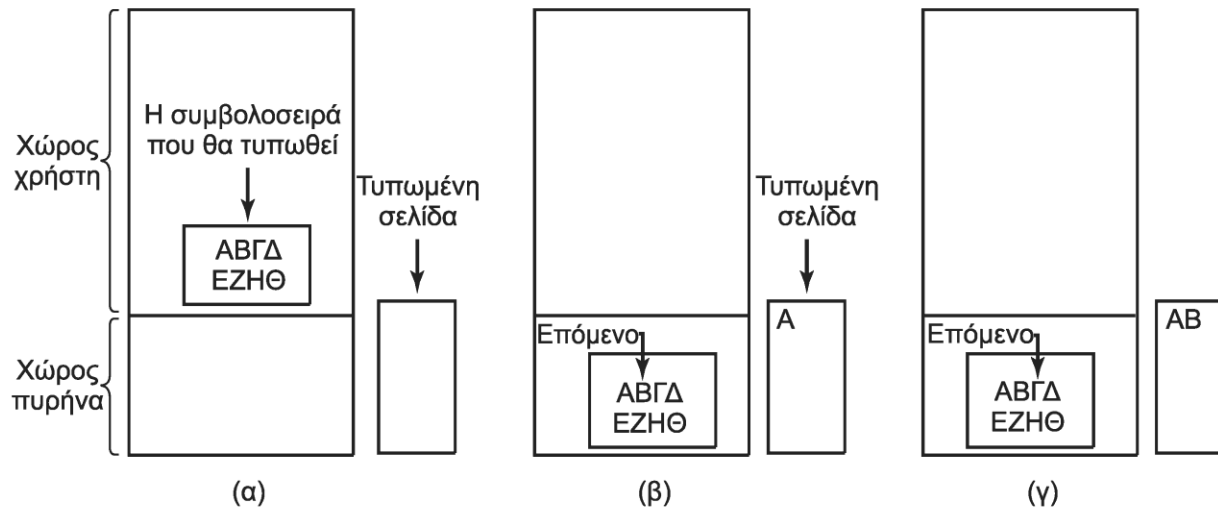 Χώρος
χρήστη
Η συμβολοσειρά
που θα τυπωθεί
ΑΒΓΔ
ΕΖΗΘ
Τυπωμένη
σελίδα
Χώρος
πυρήνα
(α)
Τυπωμένη
σελίδα
Επόμενο
ΑΒΓΔ
ΕΖΗΘ
Α
(β)
Επόμενο
ΑΒΓΔ
ΕΖΗΘ
ΑΒ
(γ)